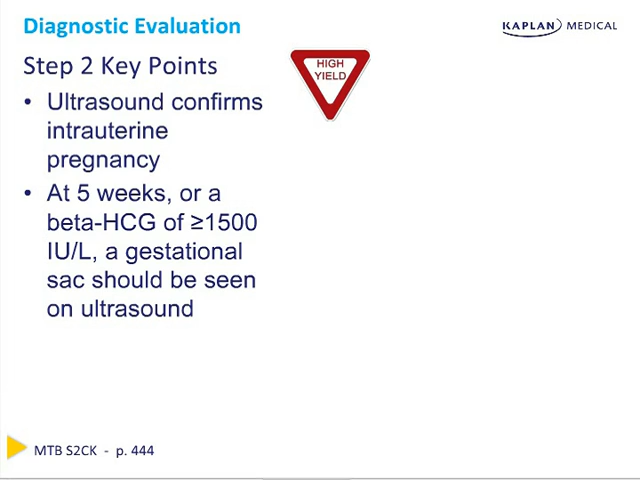 Diagnostic Evaluation
KAPLAN MEDICAL
Step 2 Key Points
HIGH
YIELD
• Ultrasound confirms
intrauterine
pregnancy
• At 5 weeks, or a
beta-HCG of ≥1500
IU/L, a gestational
sac should be seen
on ultrasound
MTB S2CK - p. 444